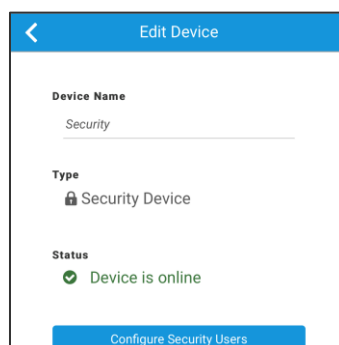 Edit Device
Device Name
Security
Type
Security Device
Status
Device is online
Configure Security Users